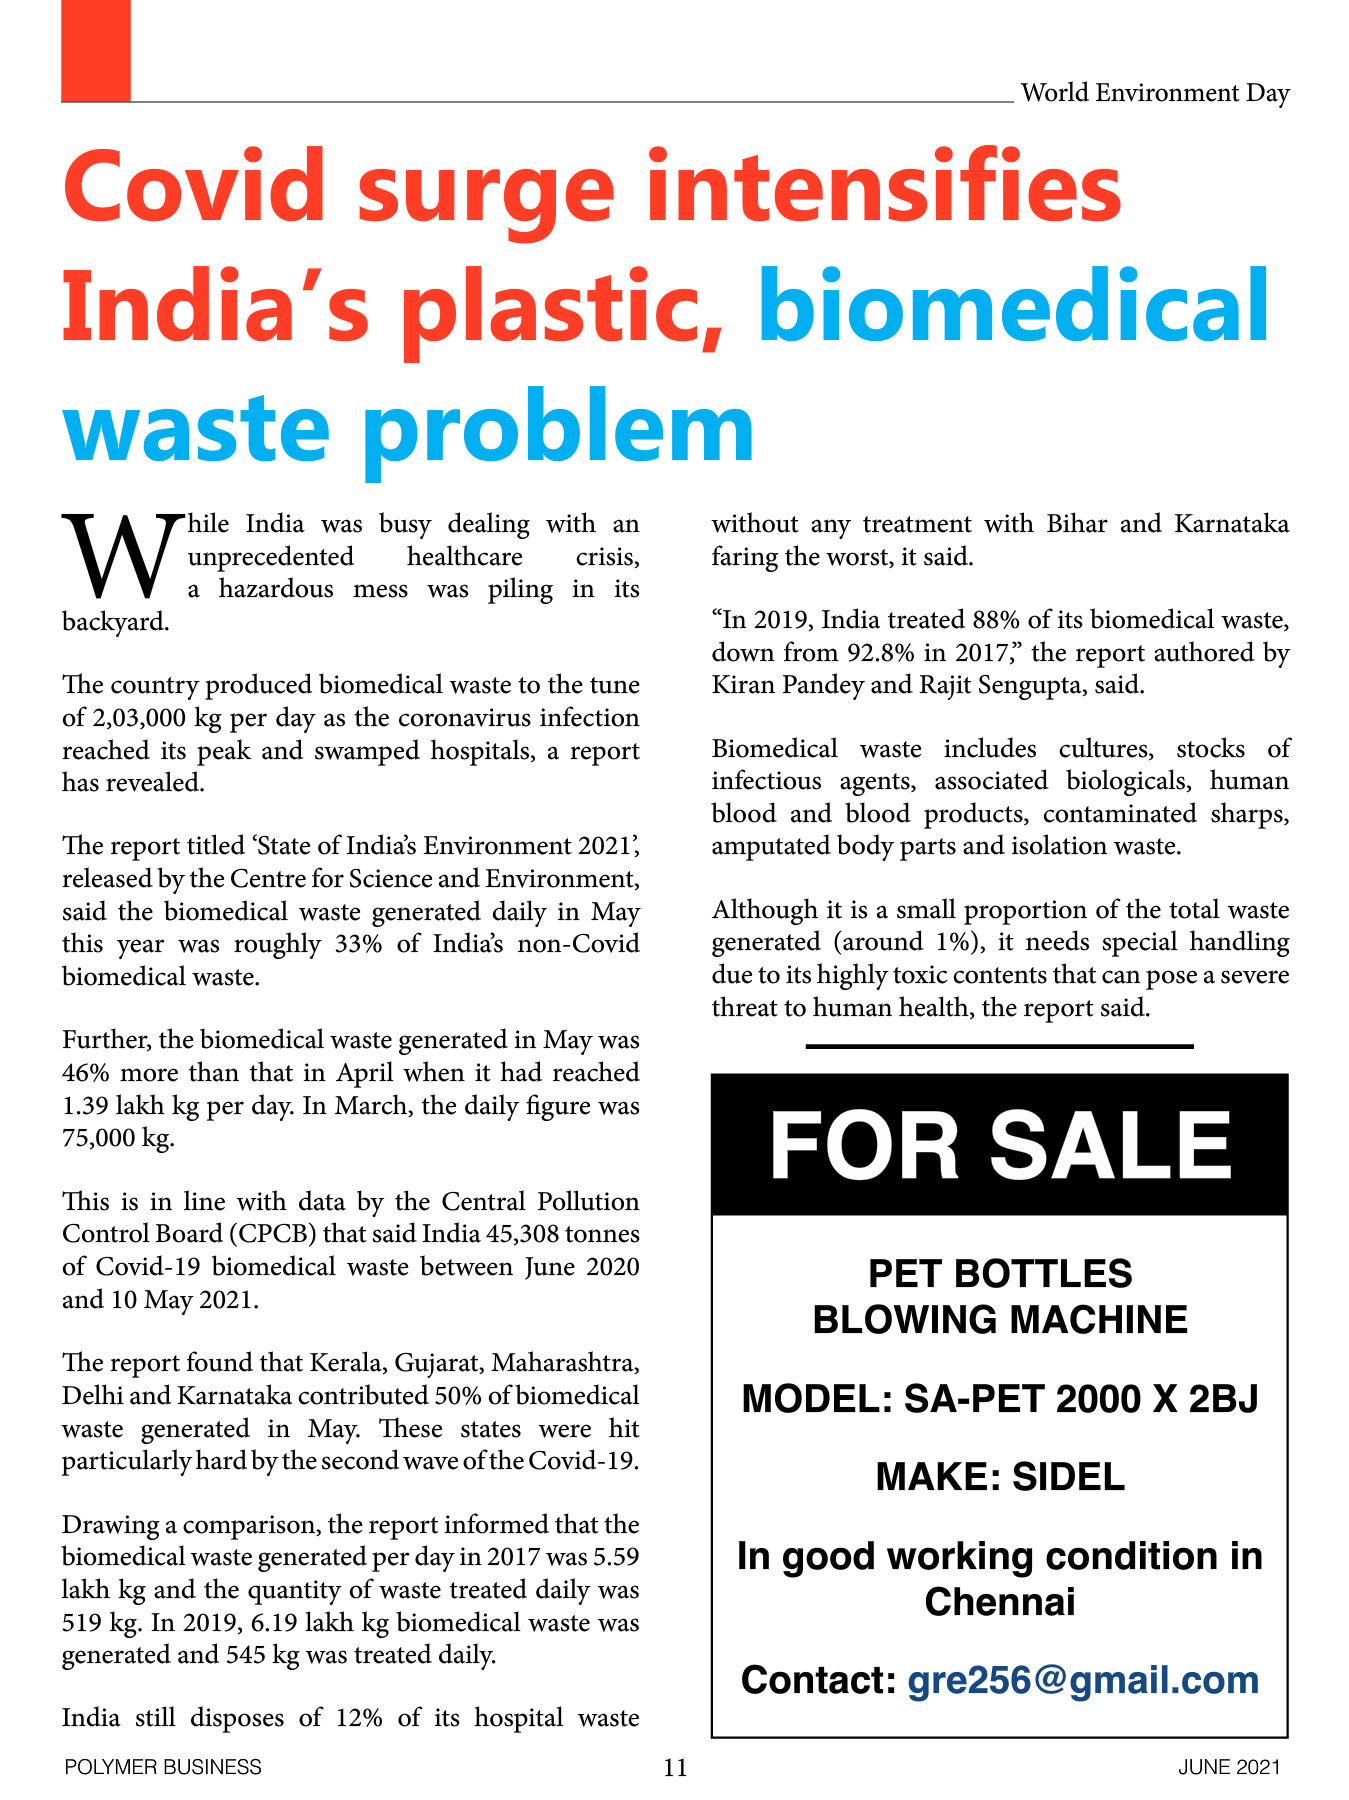 World Environment Day
Covid surge intensifies
India’s plastic, biomedical
waste problem
While India was busy dealing with an
unprecedented healthcare crisis,
a hazardous mess was piling in its
backyard.
The country produced biomedical waste to the tune
of 2,03,000 kg per day as the coronavirus infection
reached its peak and swamped hospitals, a report
has revealed.
The report titled ‘State of India’s Environment 2021’,
released by the Centre for Science and Environment,
said the biomedical waste generated daily in May
this year was roughly 33% of India’s non-Covid
biomedical waste.
Further, the biomedical waste generated in May was
46% more than that in April when it had reached
1.39 lakh kg per day. In March, the daily figure was
75,000 kg.
This is in line with data by the Central Pollution
Control Board (CPCB) that said India 45,308 tonnes
of Covid-19 biomedical waste between June 2020
and 10 May 2021.
The report found that Kerala, Gujarat, Maharashtra,
Delhi and Karnataka contributed 50% of biomedical
waste generated in May. These states were hit
particularly hard by the second wave of the Covid-19.
Drawing a comparison, the report informed that the
biomedical waste generated per day in 2017 was 5.59
lakh kg and the quantity of waste treated daily was
519 kg. In 2019, 6.19 lakh kg biomedical waste was
generated and 545 kg was treated daily.
India still disposes of 12% of its hospital waste
without any treatment with Bihar and Karnataka
faring the worst, it said.
“In 2019, India treated 88% of its biomedical waste,
down from 92.8% in 2017,” the report authored by
Kiran Pandey and Rajit Sengupta, said.
Biomedical waste includes cultures, stocks of
infectious agents, associated biologicals, human
blood and blood products, contaminated sharps,
amputated body parts and isolation waste.
Although it is a small proportion of the total waste
generated (around 1%), it needs special handling
due to its highly toxic contents that can pose a severe
threat to human health, the report said.
FOR SALE
PET BOTTLES
BLOWING MACHINE
MODEL: SA-PET 2000 X 2BJ
MAKE: SIDEL
In good working condition in
Chennai
Contact: gre256@gmail.com
POLYMER BUSINESS
11
JUNE 2021